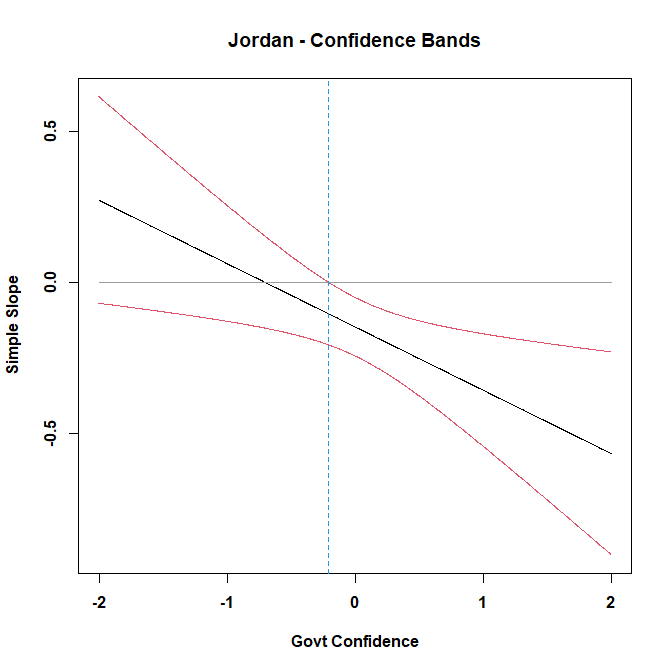 Jordan - Confidence Bands
0.5
0.0
-0.5
Simple Slope
-2 -1 0 1 2
Govt Confidence